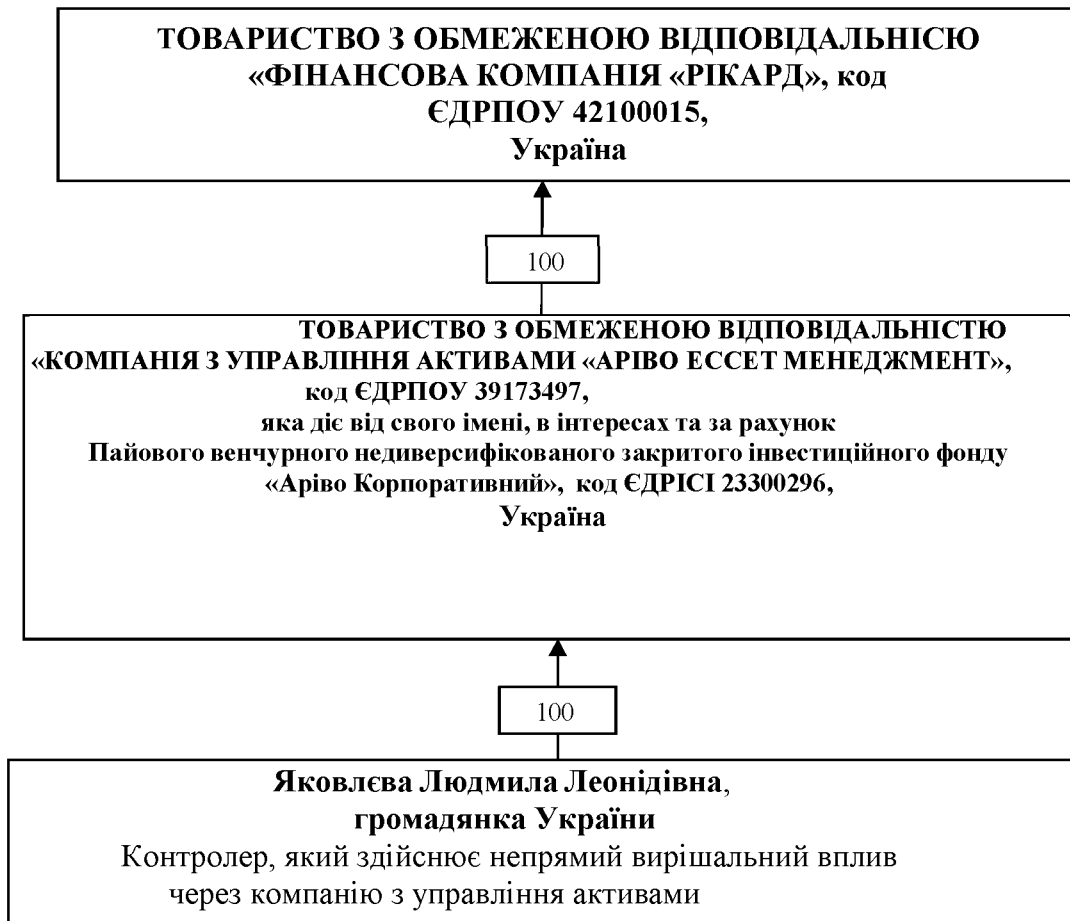 ТОВАРИСТВО З ОБМЕЖЕНОЮ ВІДПОВІДАЛЬНІСЮ
«ФІНАНСОВА КОМПАНІЯ «РІКАРД», код
ЄДРПОУ 42100015,
Україна
100
ТОВАРИСТВО З ОБМЕЖЕНОЮ ВІДПОВІДАЛЬНІСТЮ
«КОМПАНІЯ З УПРАВЛІННЯ АКТИВАМИ «АРІВО ЕССЕТ МЕНЕДЖМЕНТ»,
код ЄДРПОУ 39173497,
яка діє від свого імені, в інтересах та за рахунок
Пайового венчурного недиверсифікованого закритого інвестиційного фонду
«Аріво Корпоративний», код ЄДРІСІ 23300296,
Україна
100
Яковлєва Людмила Леонідівна,
громадянка України
Контролер, який здійснює непрямий вирішальний вплив
через компанію з управління активами